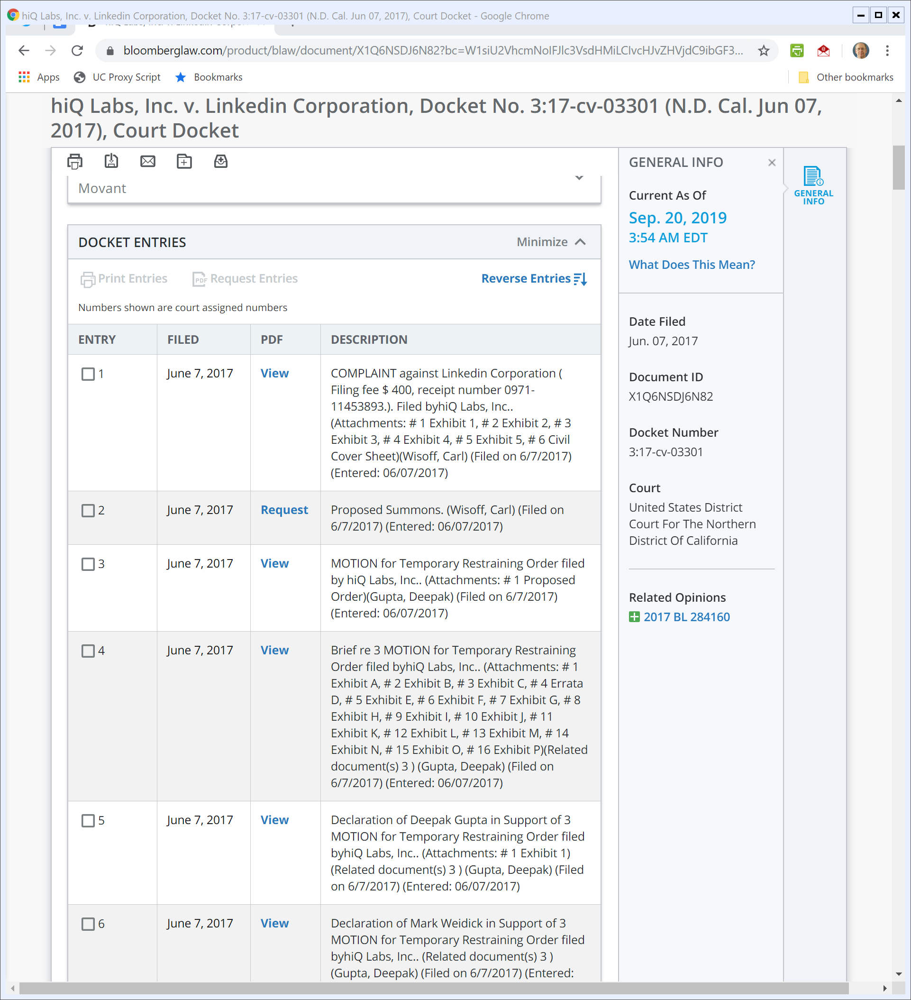 hiQ Labs, Inc. v. Linkedin Corporation, Docket No. 3:17-cv-03301 (N.D. Cal. Jun 07, 2017), Court Docket - Google Chrome
bloomberglaw.com/product/blaw/document/X1Q6NSDJ6N82?bc=W1siU2VhcmNoIFJlc3VsdHMiLCIvcHJvZHVjdC9ibGF3...
Apps UC Proxy Script Bookmarks Other bookmarks
hiQ Labs, Inc. v. Linkedin Corporation, Docket No. 3:17-cv-03301 (N.D. Cal. Jun 07,
2017), Court Docket
Movant
DOCKET ENTRIES Minimize
Print Entries PDF Request Entries Reverse Entries
Numbers shown are court assigned numbers
ENTRY FILED PDF DESCRIPTION
1 June 7, 2017 View COMPLAINT against Linkedin Corporation (
Filing fee $ 400, receipt number 0971-
11453893.). Filed byhiQ Labs, Inc..
(Attachments: # 1 Exhibit 1, # 2 Exhibit 2, # 3
Exhibit 3, # 4 Exhibit 4, # 5 Exhibit 5, # 6 Civil
Cover Sheet)(Wisoff, Carl) (Filed on 6/7/2017)
(Entered: 06/07/2017)
2 June 7, 2017 Request Proposed Summons. (Wisoff, Carl) (Filed on
6/7/2017) (Entered: 06/07/2017)
3 June 7, 2017 View MOTION for Temporary Restraining Order filed
by hiQ Labs, Inc.. (Attachments: # 1 Proposed
Order)(Gupta, Deepak) (Filed on 6/7/2017)
(Entered: 06/07/2017)
4 June 7, 2017 View Brief re 3 MOTION for Temporary Restraining
Order filed byhiQ Labs, Inc.. (Attachments: # 1
Exhibit A, # 2 Exhibit B, # 3 Exhibit C, # 4 Errata
D, # 5 Exhibit E, # 6 Exhibit F, # 7 Exhibit G, # 8
Exhibit H, # 9 Exhibit I, # 10 Exhibit J, # 11
Exhibit K, # 12 Exhibit L, # 13 Exhibit M, # 14
Exhibit N, # 15 Exhibit O, # 16 Exhibit P)(Related
document(s) 3 ) (Gupta, Deepak) (Filed on
6/7/2017) (Entered: 06/07/2017)
5 June 7, 2017 View Declaration of Deepak Gupta in Support of 3
MOTION for Temporary Restraining Order filed
byhiQ Labs, Inc.. (Attachments: # 1 Exhibit 1)
(Related document(s) 3 ) (Gupta, Deepak) (Filed
on 6/7/2017) (Entered: 06/07/2017)
6 June 7, 2017 View Declaration of Mark Weidick in Support of 3
MOTION for Temporary Restraining Order filed
byhiQ Labs, Inc.. (Related document(s) 3 )
(Gupta, Deepak) (Filed on 6/7/2017) (Entered:
GENERAL INFO
Current As Of
Sep. 20, 2019
3:54 AM EDT
What Does This Mean?
Date Filed
Jun. 07, 2017
Document ID
X1Q6NSDJ6N82
Docket Number
3:17-cv-03301
Court
United States District
Court For The Northern
District Of California
Related Opinions
2017 BL 284160
GENERAL
INFO